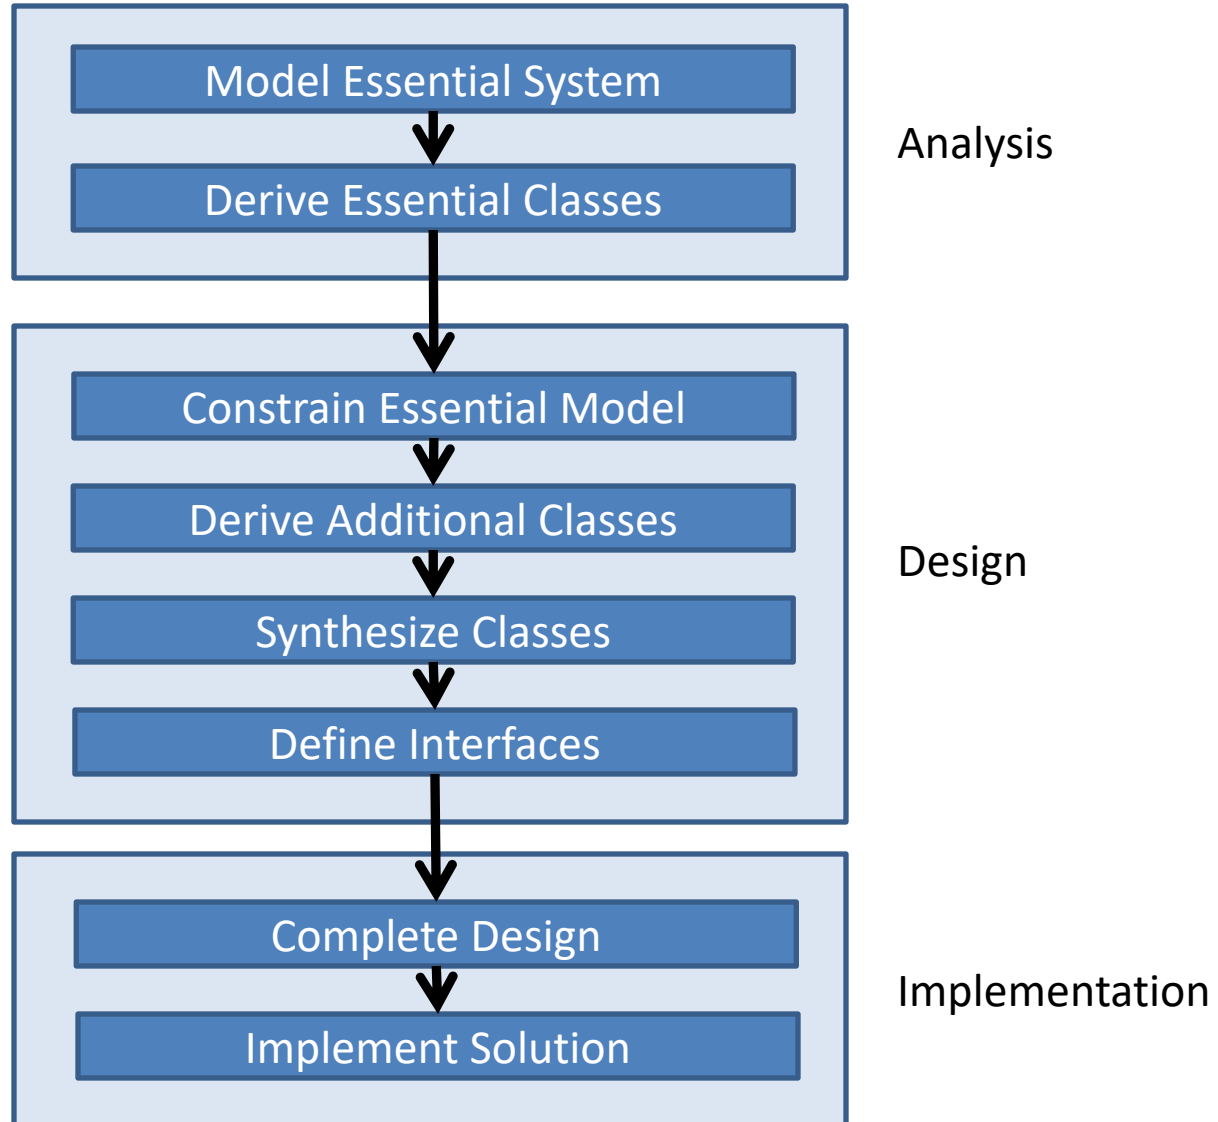 Model Essential System
Derive Essential Classes
Analysis
Constrain Essential Model
Derive Additional Classes
Synthesize Classes
Define Interfaces
Design
Complete Design
Implement Solution
Implementation